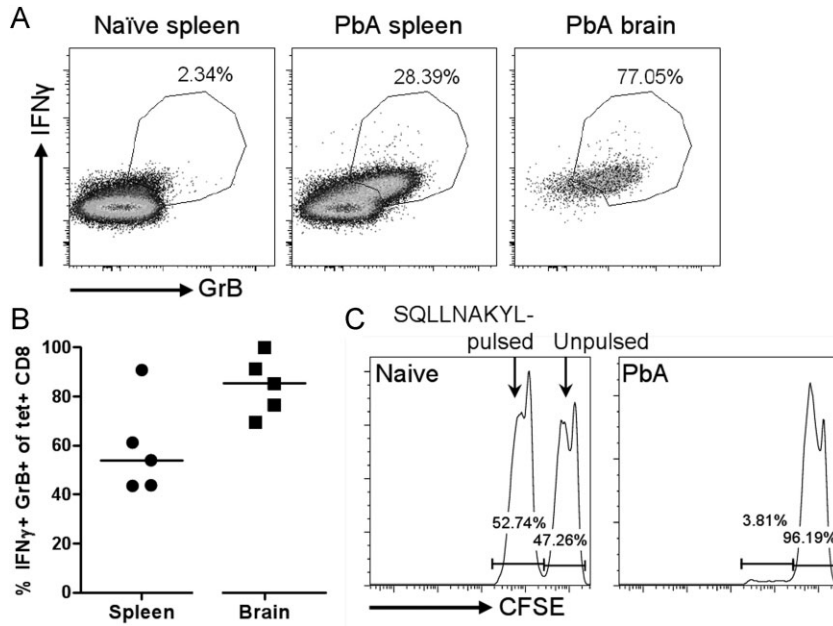 A
Naïve spleen
PbA spleen
PbA brain
2.34%
28.39%
77.05%
IFNγ
GrB
B
% IFNγ+ GrB+ of tet+ CD8
100
80
60
40
20
0
Spleen
Brain
C
SQLLNAKYL-
pulsed
Unpulsed
Naive
52.74%
47.26%
PbA
3.81%
96.19%
CFSE